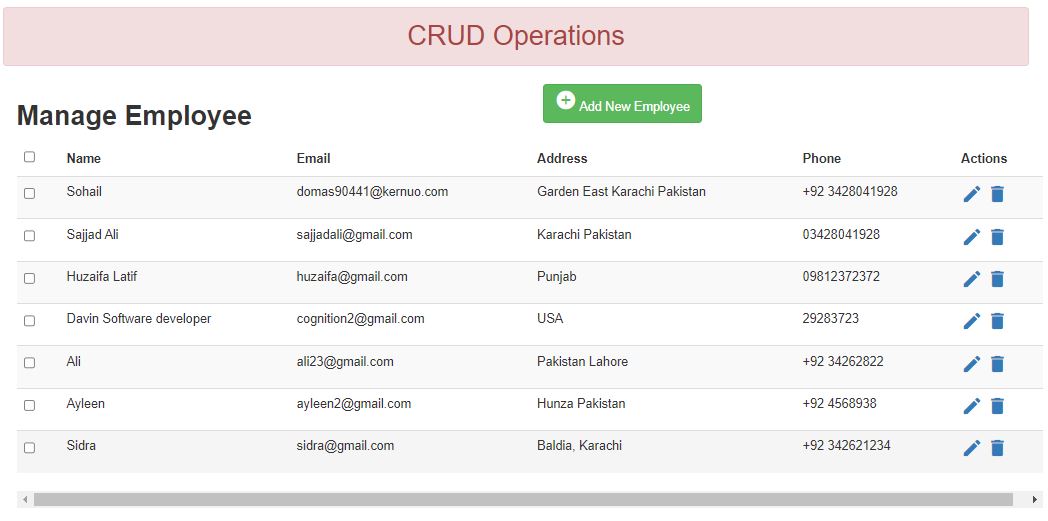 CRUD Operations
Manage Employee
Add New Employee
Name Email Address Phone Actions
Sohail domas90441@kernuo.com Garden East Karachi Pakistan +92 3428041928
Sajjad Ali sajjadali@gmail.com Karachi Pakistan 03428041928
Huzaifa Latif huzaifa@gmail.com Punjab 09812372372
Davin Software developer cognition2@gmail.com USA 29283723
Ali ali23@gmail.com Pakistan Lahore +92 34262822
Ayleen ayleen2@gmail.com Hunza Pakistan +92 4568938
Sidra sidra@gmail.com Baldia, Karachi +92 342621234